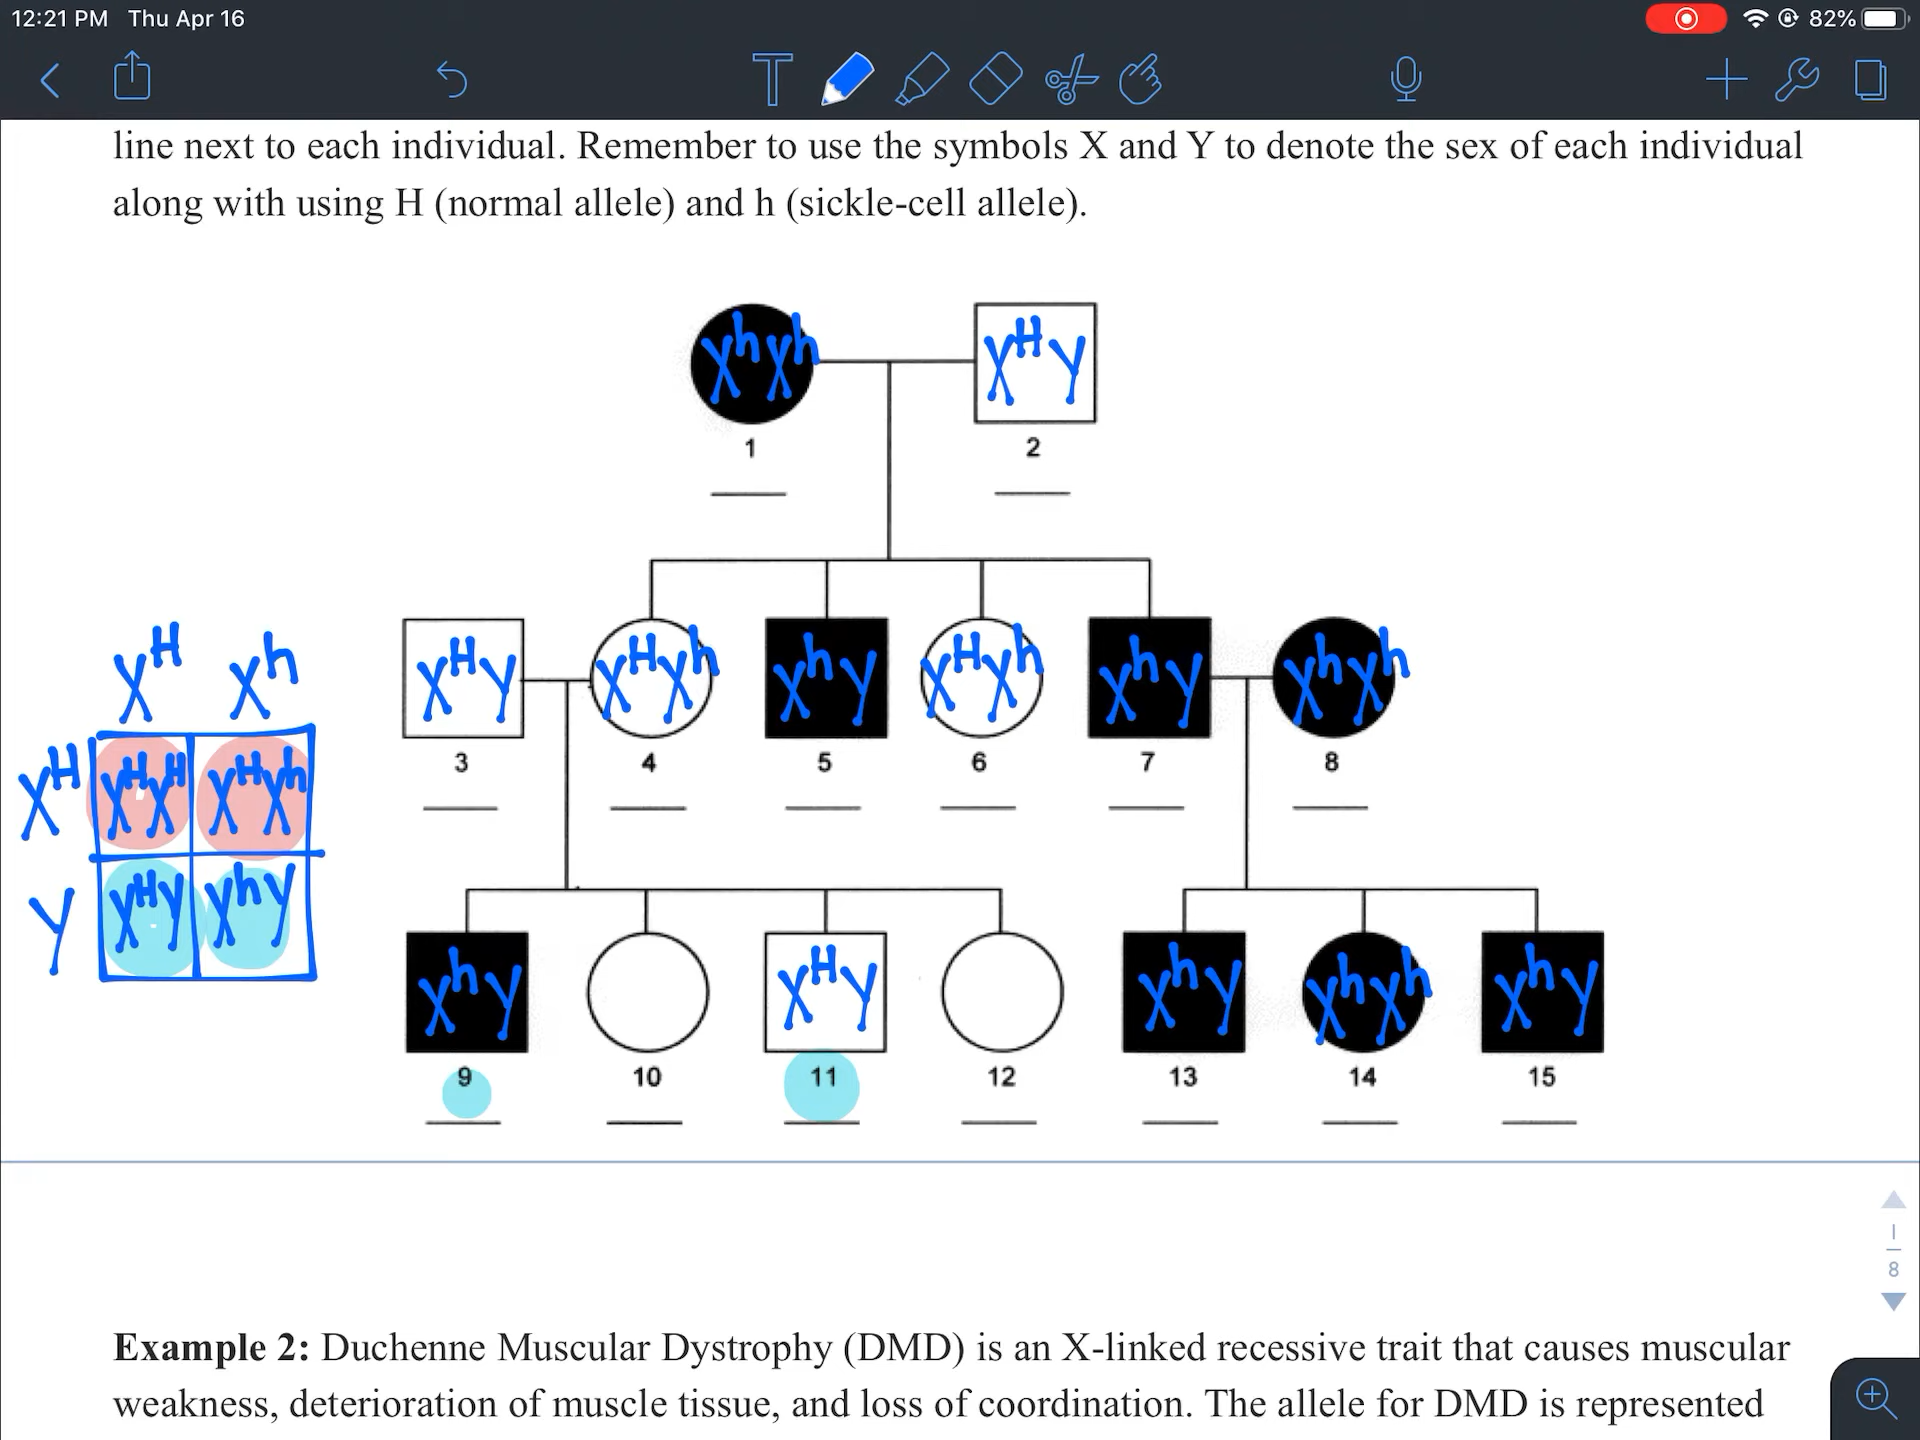 12:21 PM Thu Apr 16 82%
T
line next to each individual. Remember to use the symbols X and Y to denote the sex of each individual
along with using H (normal allele) and h (sickle-cell allele).
XhXh XHY
1 2
XH Xh
XHY XHXh XhY XHXh XhY XhXh
3 4 5 6 7 8
XH XHXH XHXh
Y XHY XhY
XhY XHY XhY XhXh XhY
9 10 11 12 13 14 15
1
8
Example 2: Duchenne Muscular Dystrophy (DMD) is an X-linked recessive trait that causes muscular
weakness, deterioration of muscle tissue, and loss of coordination. The allele for DMD is represented